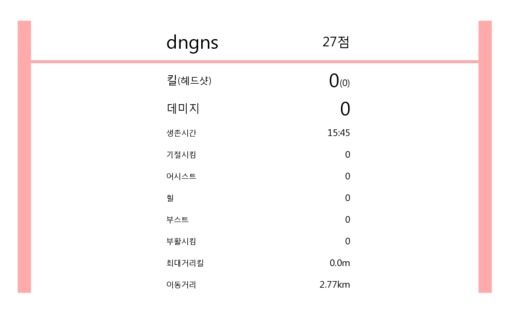 dngns 27점
킬(헤드샷) 0(0)
데미지 0
생존시간 15:45
기절시킴 0
어시스트 0
힐 0
부스트 0
부활시킴 0
최대거리킬 0.0m
이동거리 2.77km